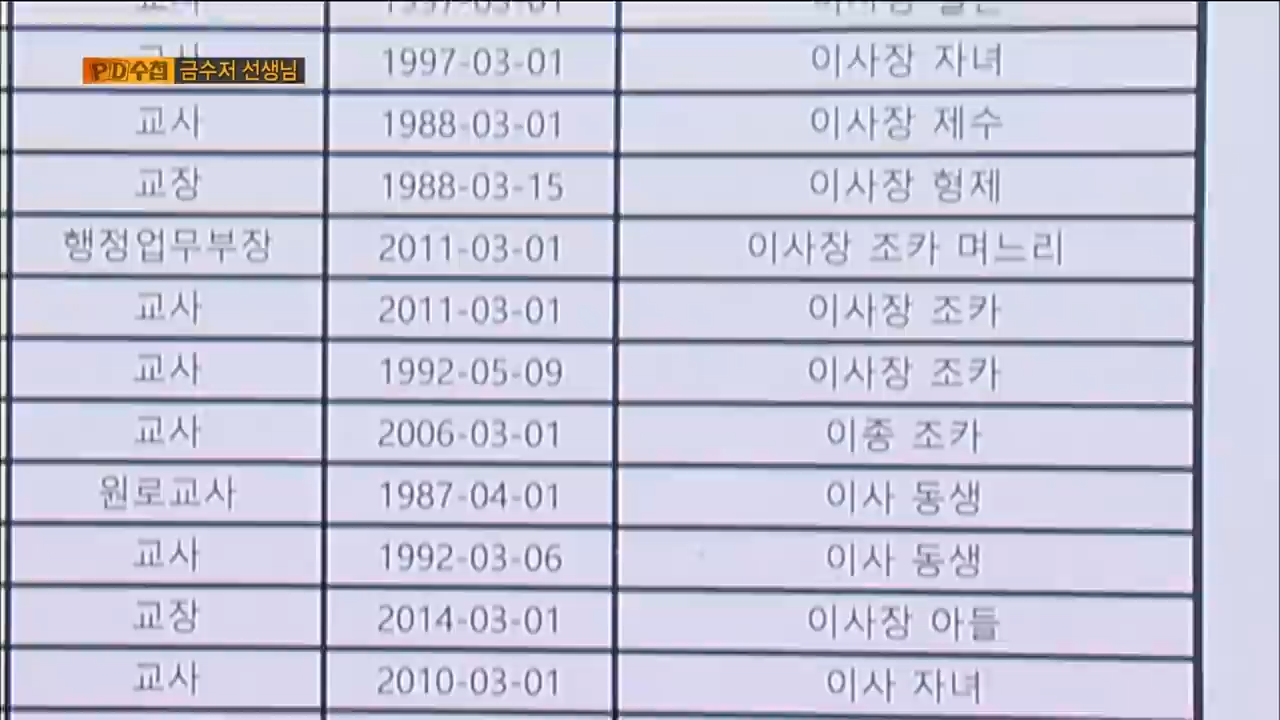 PD수첩 금수저 선생님
교사 1997-03-01 이사장 자녀
교사 1988-03-01 이사장 제수
교장 1988-03-15 이사장 형제
행정업무부장 2011-03-01 이사장 조카 며느리
교사 2011-03-01 이사장 조카
교사 1992-05-09 이사장 조카
교사 2006-03-01 이종 조카
원로교사 1987-04-01 이사 동생
교사 1992-03-06 이사 동생
교장 2014-03-01 이사장 아들
교사 2010-03-01 이사 자녀